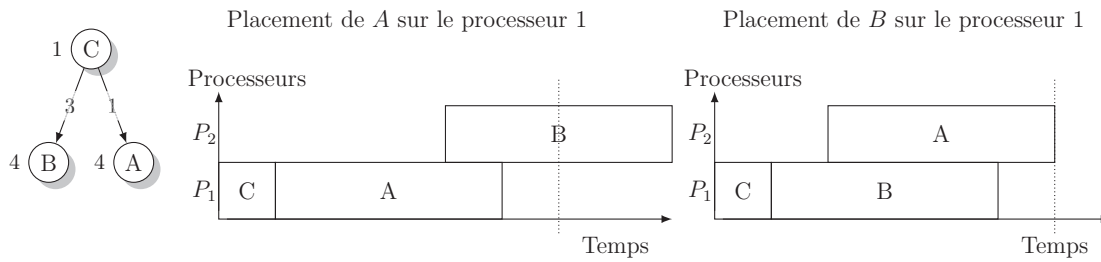 Placement de A sur le processeur 1
Placement de B sur le processeur 1
1 C
3 1
4 B 4 A
Processeurs
P2 B
P1 C A
Temps
Processeurs
P2 A
P1 C B
Temps